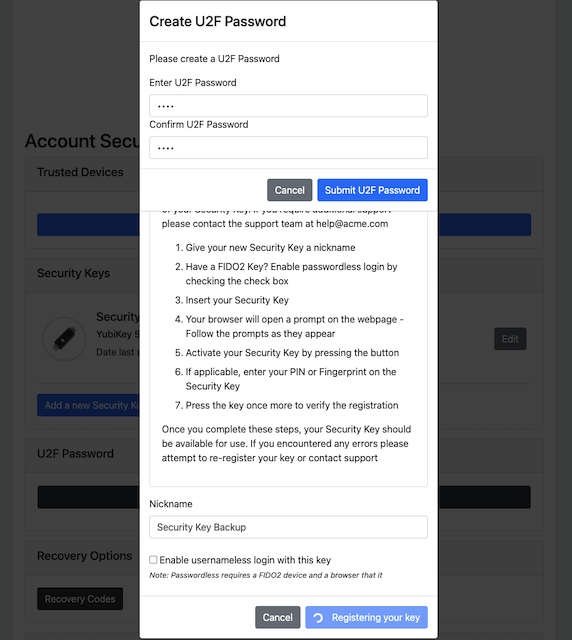 Create U2F Password
Please create a U2F Password
Enter U2F Password
••••
Confirm U2F Password
••••
Cancel
Submit U2F Password
of your Security Key. If you require additional support
please contact the support team at help@acme.com
1. Give your new Security Key a nickname
2. Have a FIDO2 Key? Enable passwordless login by
checking the check box
3. Insert your Security Key
4. Your browser will open a prompt on the webpage -
Follow the prompts as they appear
5. Activate your Security Key by pressing the button
6. If applicable, enter your PIN or Fingerprint on the
Security Key
7. Press the key once more to verify the registration
Once you complete these steps, your Security Key should
be available for use. If you encountered any errors please
attempt to re-register your key or contact support
Nickname
Security Key Backup
Enable usernameless login with this key
Note: Passwordless requires a FIDO2 device and a browser that it
Cancel
Registering your key
Account Secu
Trusted Devices
Security Keys
Security
YubiKey 5
Date last
Edit
Add a new Security Ke
U2F Password
Recovery Options
Recovery Codes